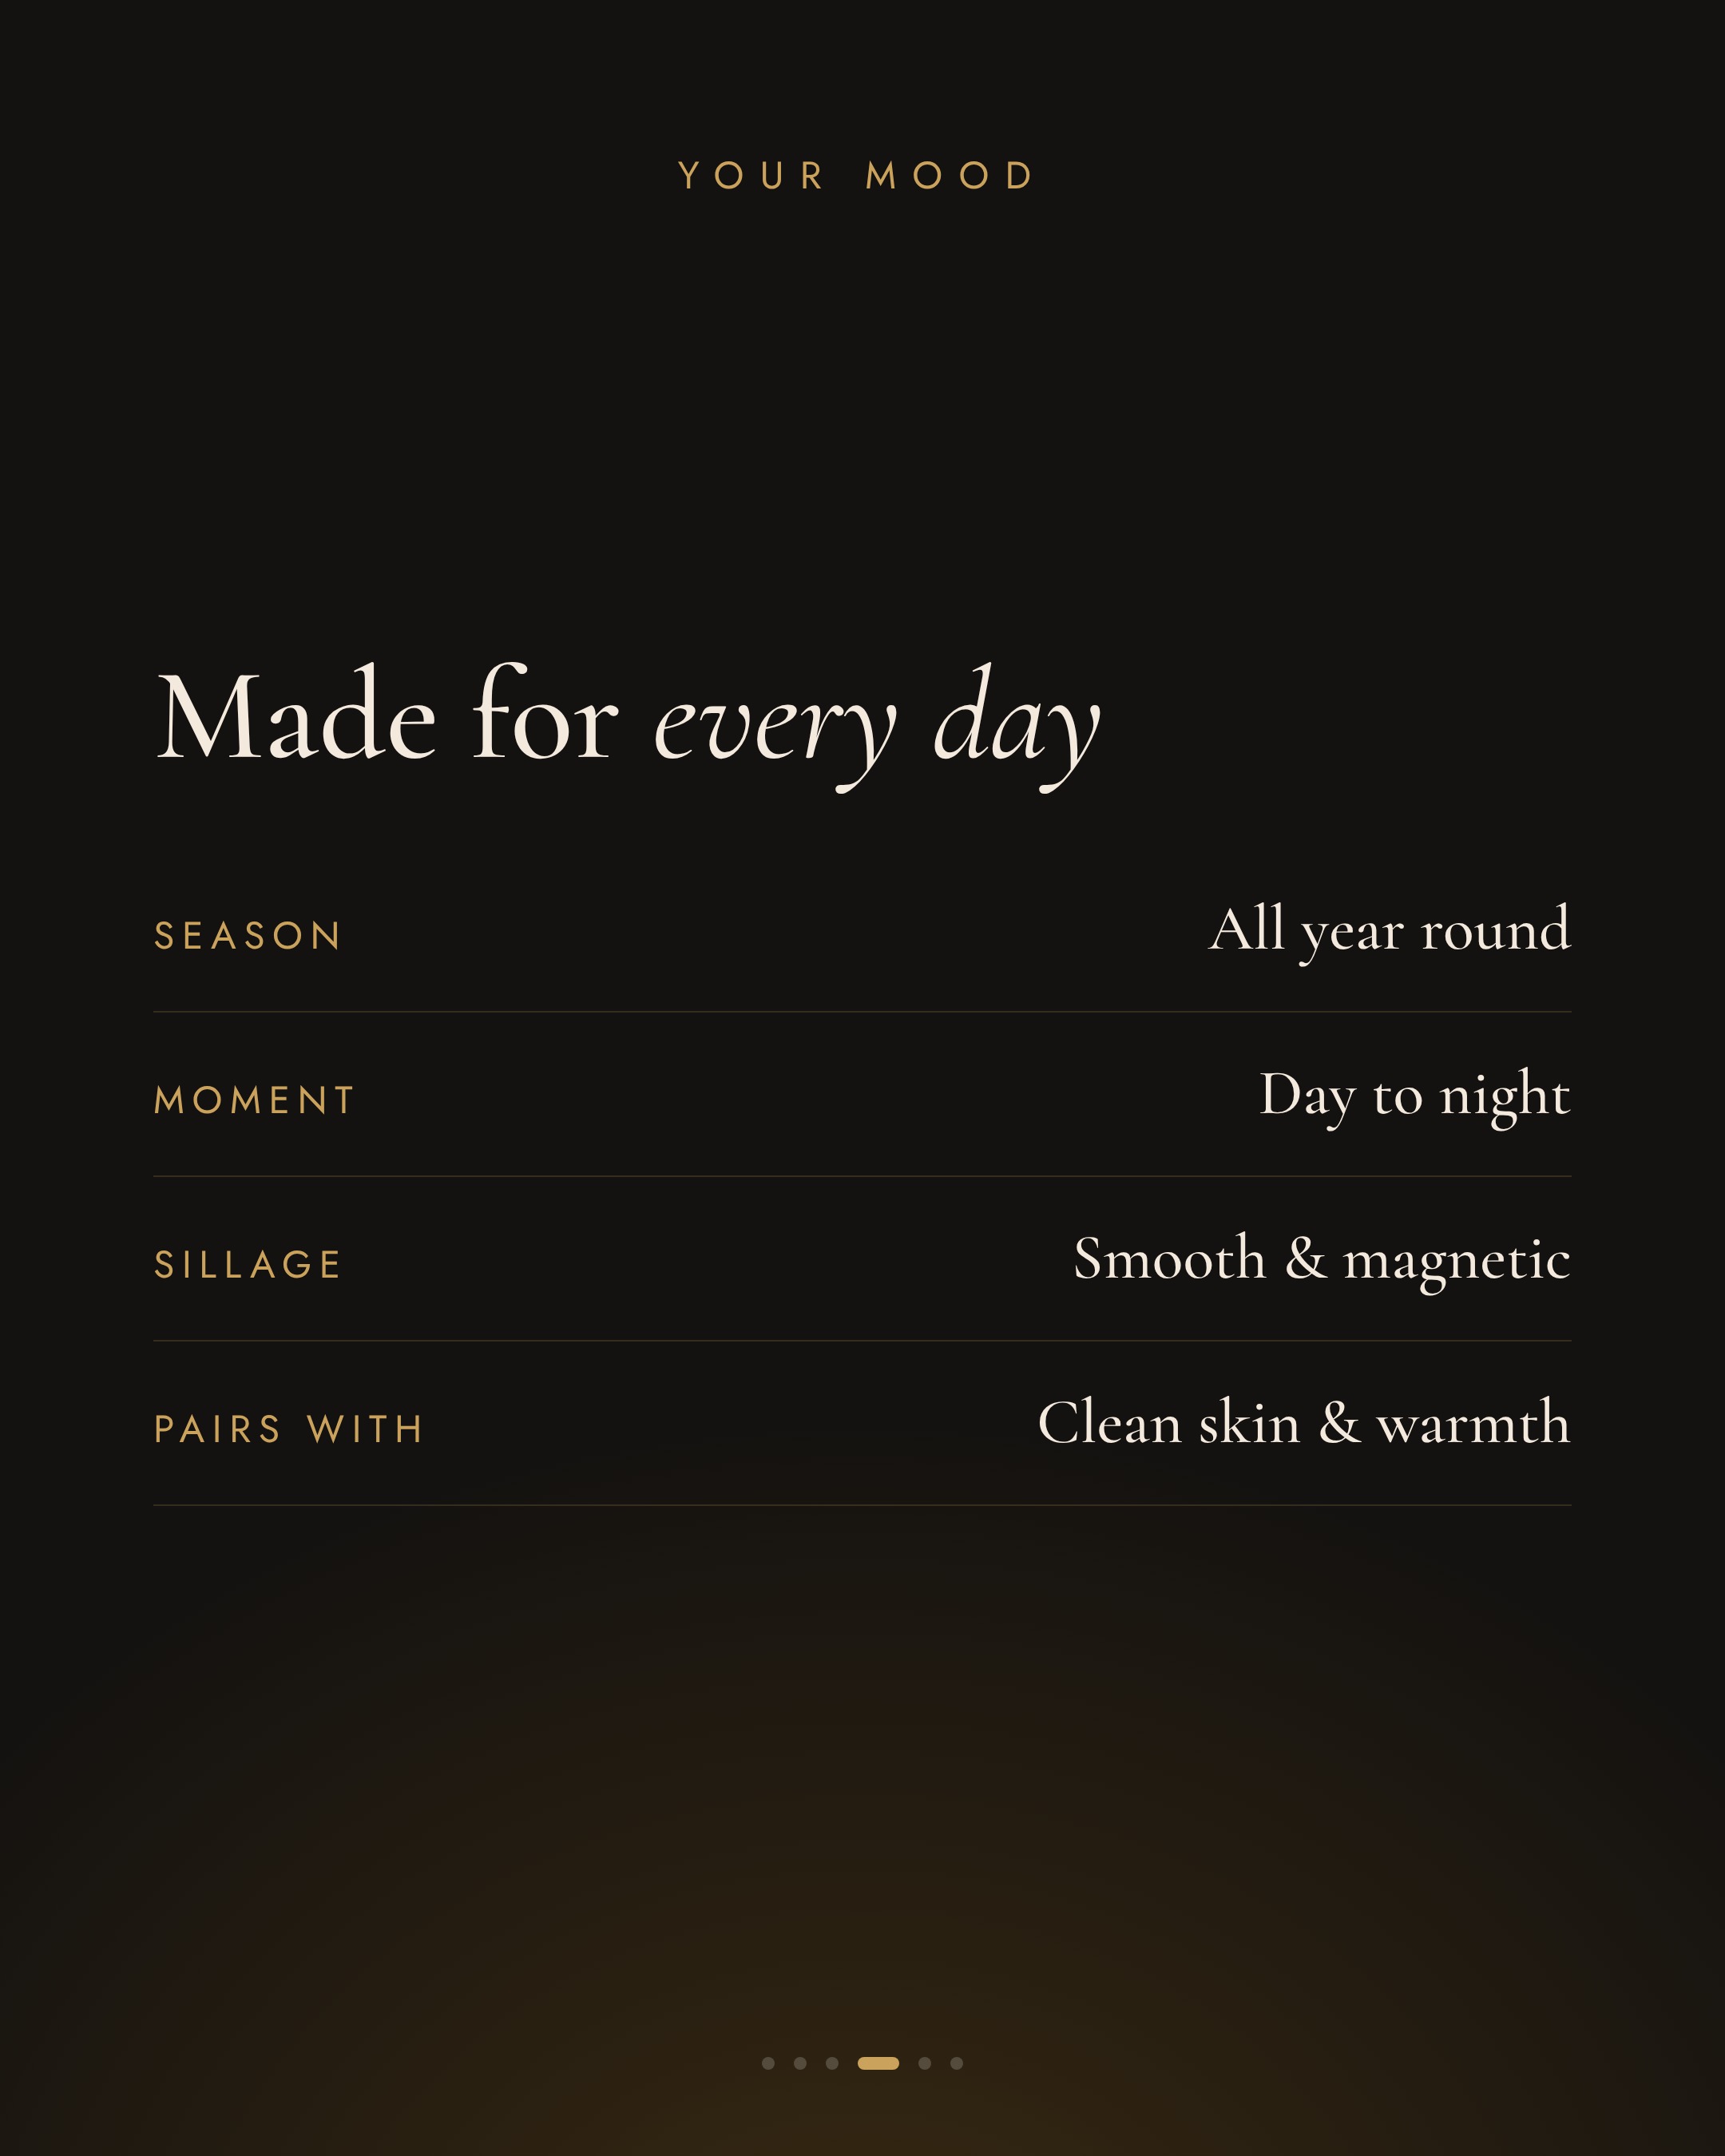 YOUR MOOD
Made for every day
SEASON All year round
MOMENT Day to night
SILLAGE Smooth & magnetic
PAIRS WITH Clean skin & warmth